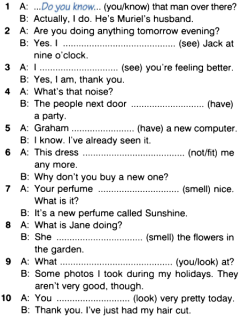 1 A: ...Do you know... (you/know) that man over there?
B: Actually, I do. He's Muriel's husband.
2 A: Are you doing anything tomorrow evening?
B: Yes. I .............................. (see) Jack at
nine o'clock.
3 A: I .............................. (see) you're feeling better.
B: Yes, I am, thank you.
4 A: What's that noise?
B: The people next door .................... (have)
a party.
5 A: Graham ........................ (have) a new computer.
B: I know. I've already seen it.
6 A: This dress .............................. (not/fit) me
any more.
B: Why don't you buy a new one?
7 A: Your perfume ............................ (smell) nice.
What is it?
B: It's a new perfume called Sunshine.
8 A: What is Jane doing?
B: She ........................ (smell) the flowers in
the garden.
9 A: What .............................. (you/look) at?
B: Some photos I took during my holidays. They
aren't very good, though.
10 A: You ........................ (look) very pretty today.
B: Thank you. I've just had my hair cut.